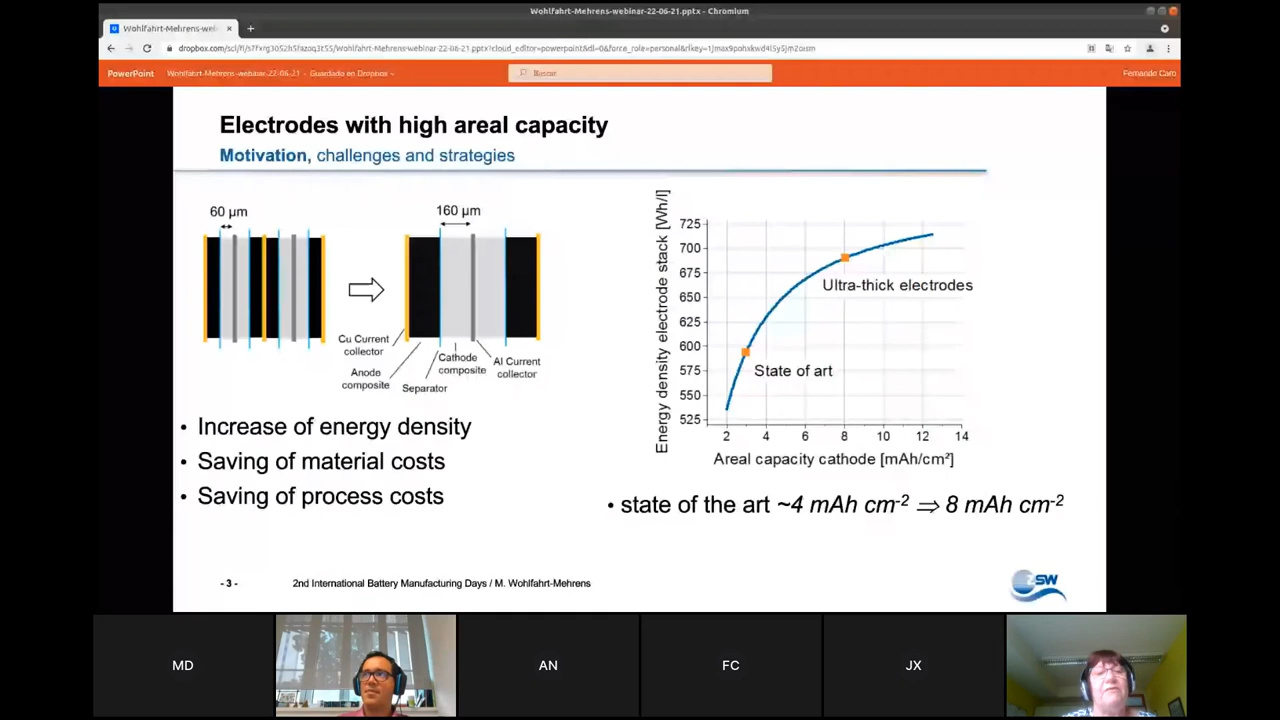 Wohlfahrt-Mehrens-webinar-22-06-21.pptx - Chromium
Wohlfahrt-Mehrens-web
PowerPoint
Wohlfahrt-Mehrens-webinar-22-06-21 - Guardado en Dropbox
Buscar
Fernando Caro
Electrodes with high areal capacity
Motivation, challenges and strategies
60 µm
160 µm
Cu Current
collector
Anode
composite
Separator
Cathode
composite
Al Current
collector
Energy density electrode stack [Wh/l]
725
700
675
650
625
600
575
550
525
2 4 6 8 10 12 14
Areal capacity cathode [mAh/cm²]
Ultra-thick electrodes
State of art
• Increase of energy density
• Saving of material costs
• Saving of process costs
• state of the art ~4 mAh cm-2 ⇒ 8 mAh cm-2
- 3 -
2nd International Battery Manufacturing Days / M. Wohlfahrt-Mehrens
ZSW
MD
AN
FC
JX